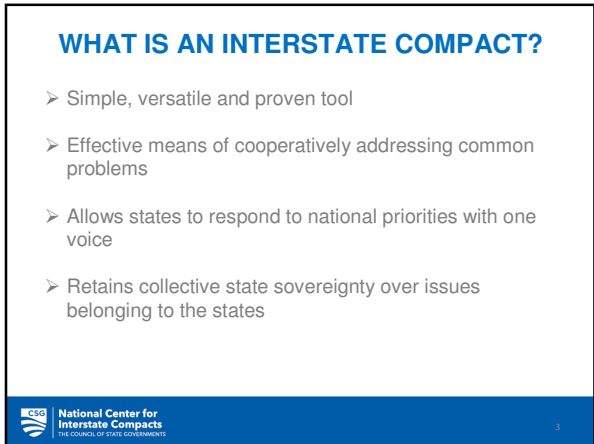 WHAT IS AN INTERSTATE COMPACT?
➢ Simple, versatile and proven tool
➢ Effective means of cooperatively addressing common
problems
➢ Allows states to respond to national priorities with one
voice
➢ Retains collective state sovereignty over issues
belonging to the states
CSG
National Center for
Interstate Compacts
THE COUNCIL OF STATE GOVERNMENTS
3